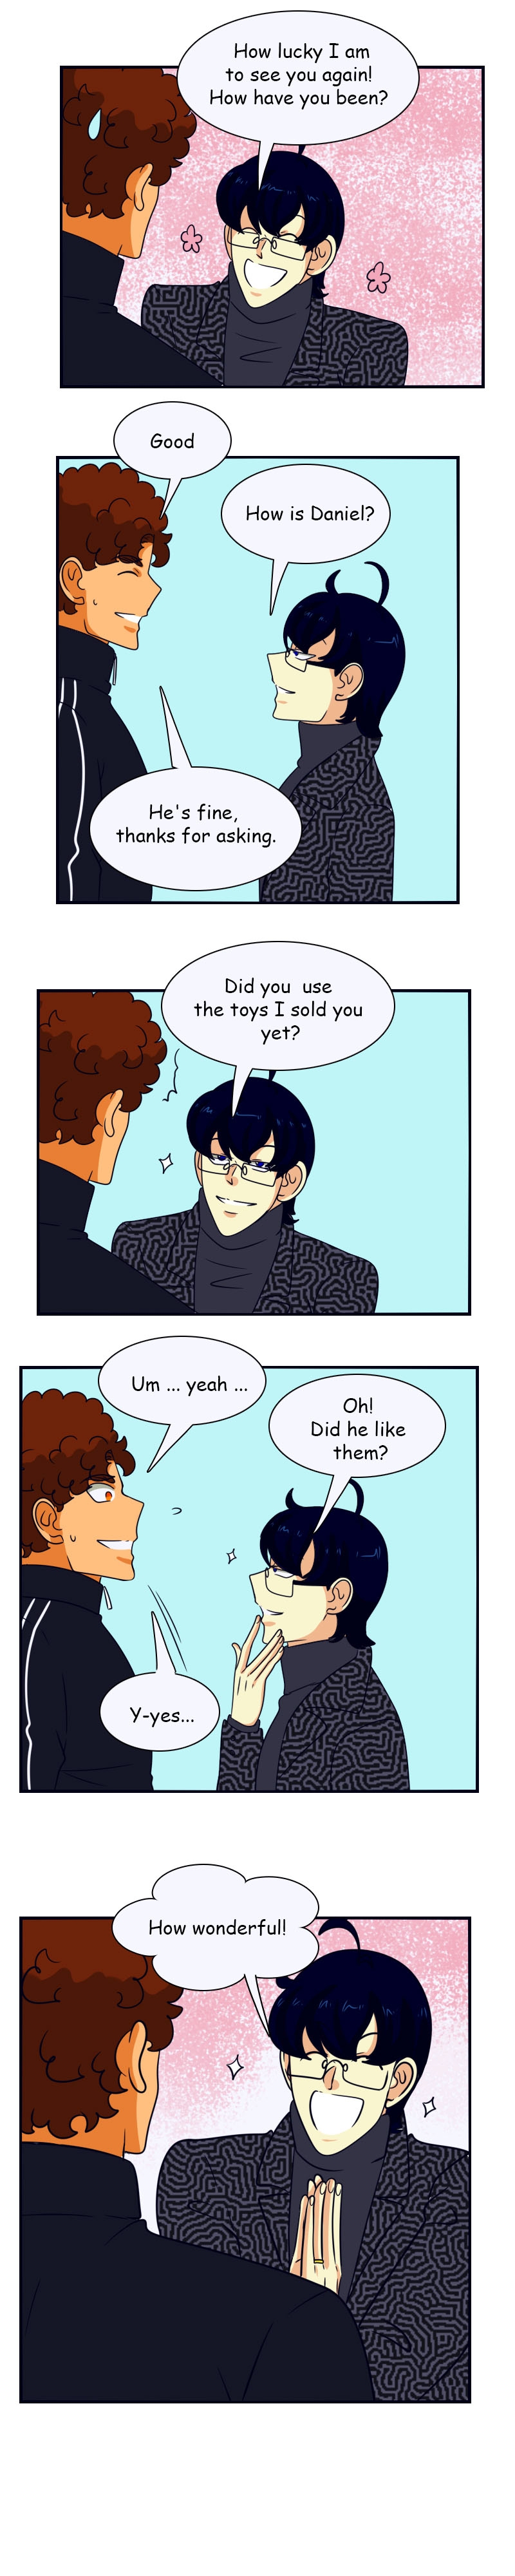 How lucky I am
to see you again!
How have you been?
Good
How is Daniel?
He's fine,
thanks for asking.
Did you use
the toys I sold you
yet?
Um ... yeah ...
Oh!
Did he like
them?
Y-yes...
How wonderful!